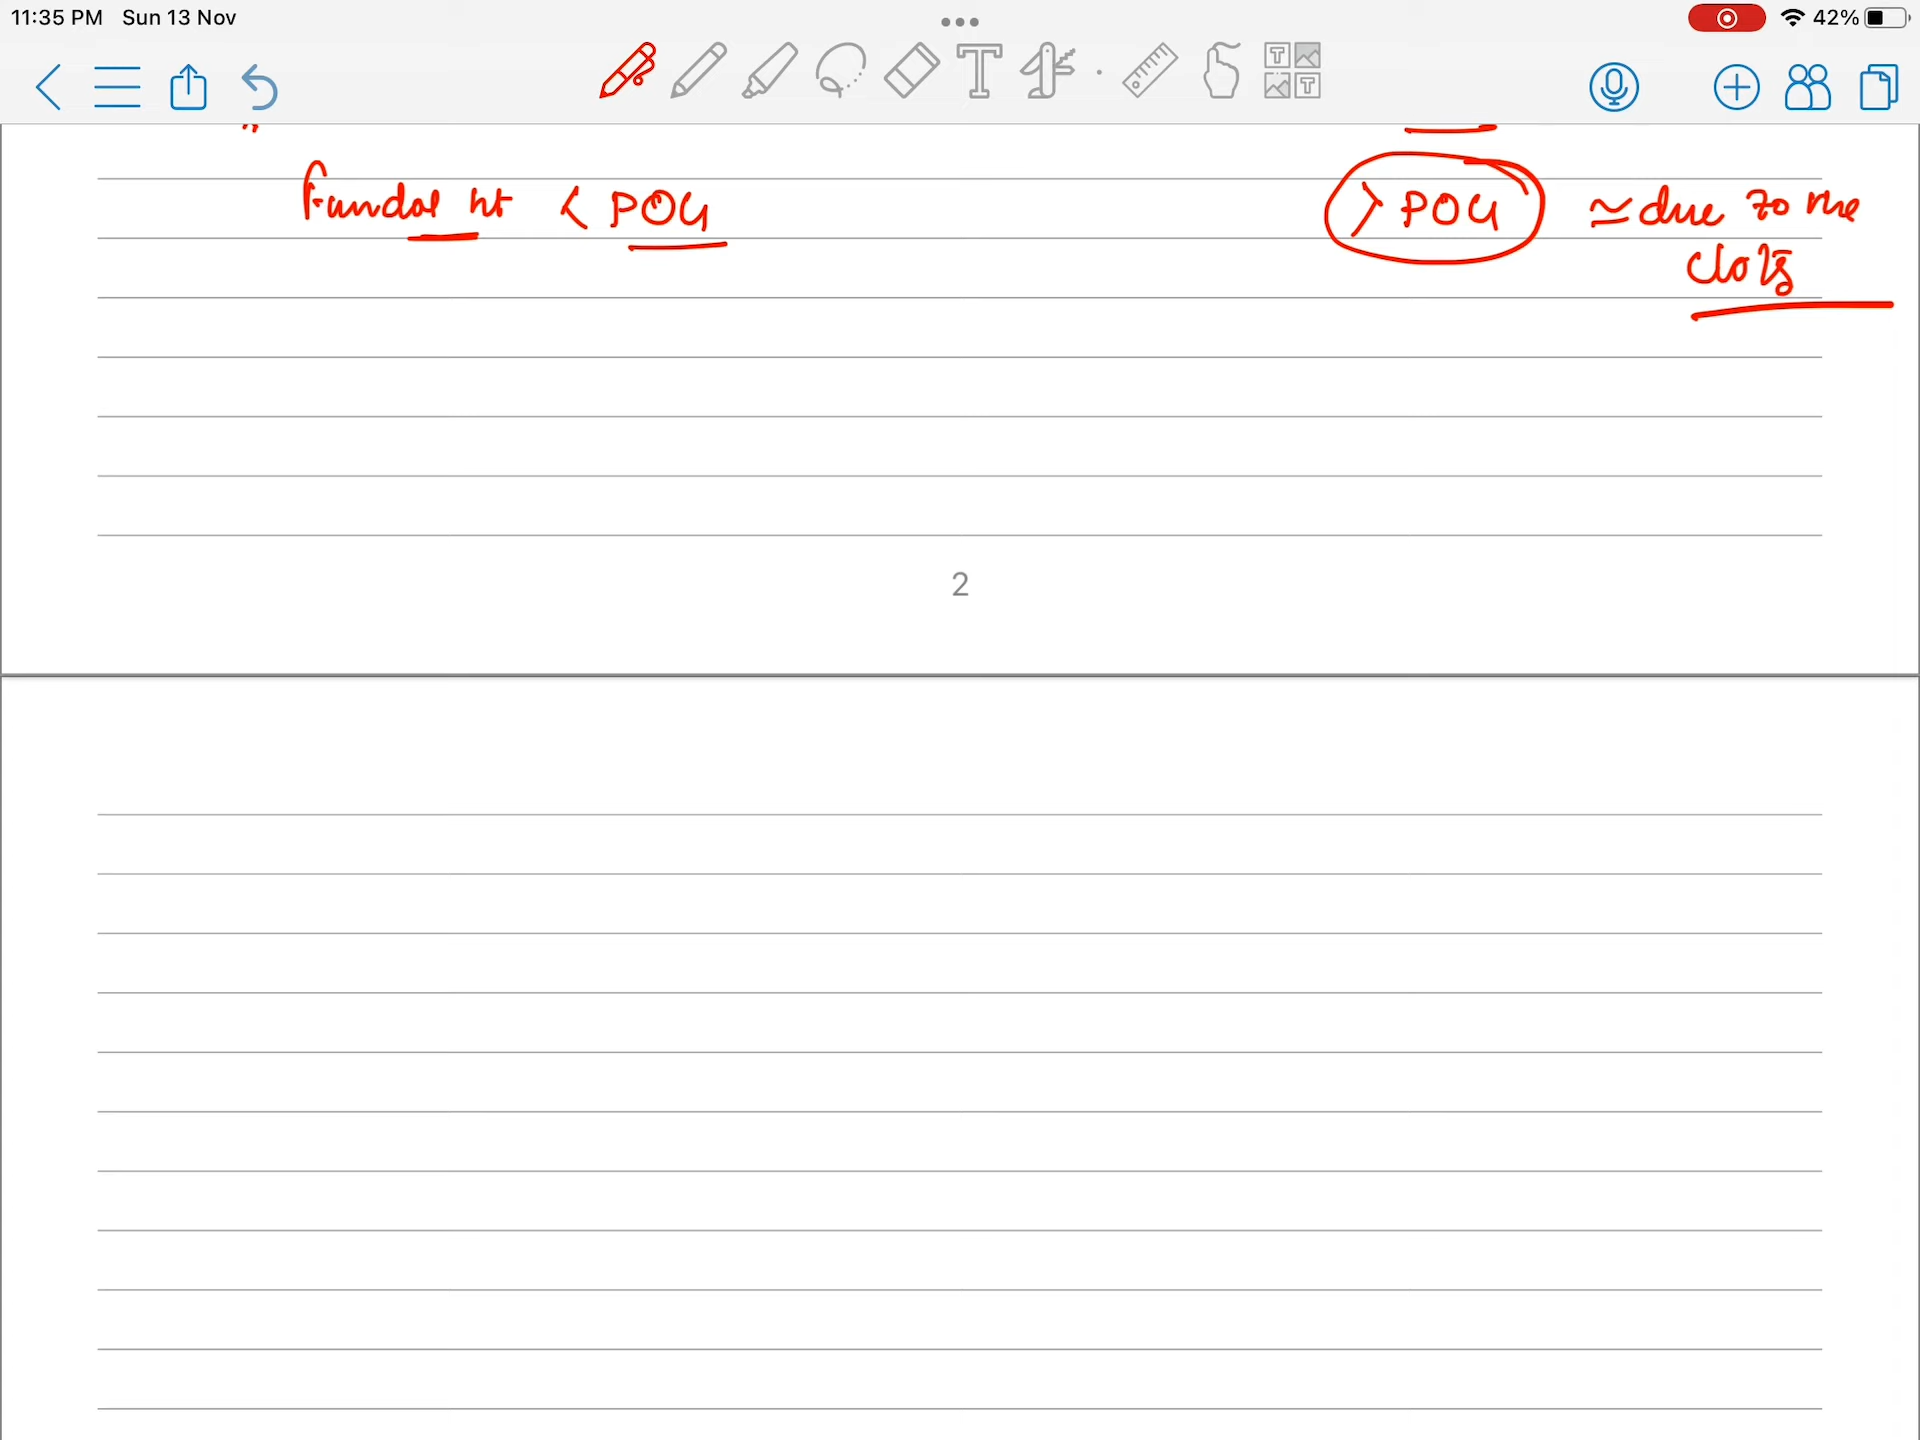 11:35 PM Sun 13 Nov 42%
Fundal ht < POG > POG ≃ due to the
clots
2